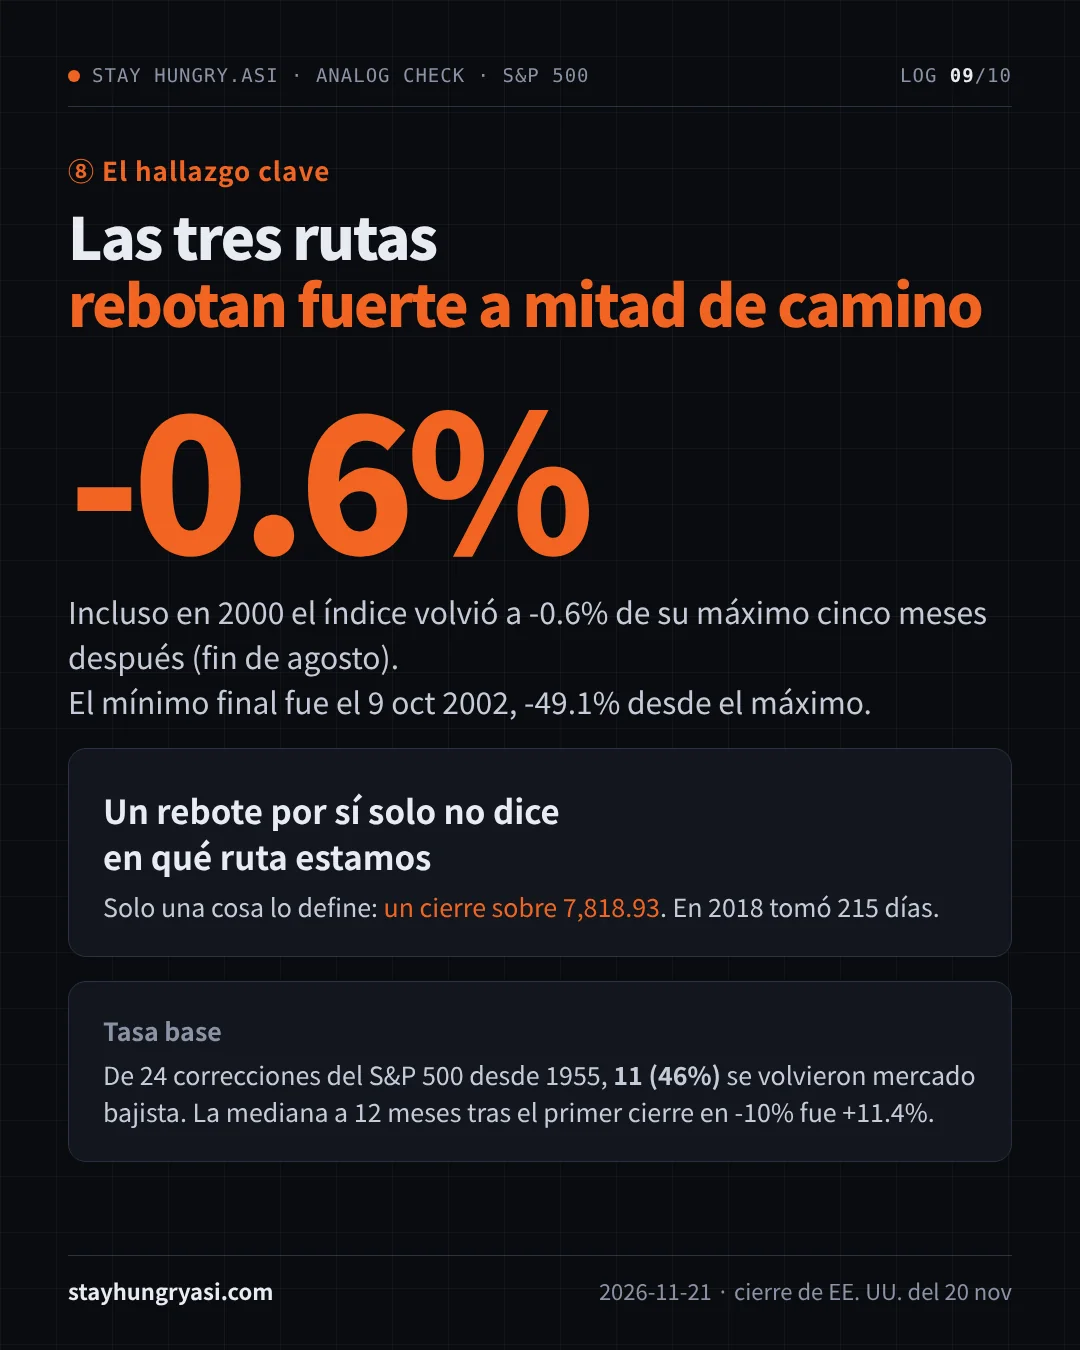 STAY HUNGRY.ASI · ANALOG CHECK · S&P 500
LOG 09/10
⑧ El hallazgo clave
Las tres rutas
rebotan fuerte a mitad de camino
-0.6%
Incluso en 2000 el índice volvió a -0.6% de su máximo cinco meses
después (fin de agosto).
El mínimo final fue el 9 oct 2002, -49.1% desde el máximo.
Un rebote por sí solo no dice
en qué ruta estamos
Solo una cosa lo define: un cierre sobre 7,818.93. En 2018 tomó 215 días.
Tasa base
De 24 correcciones del S&P 500 desde 1955, 11 (46%) se volvieron mercado
bajista. La mediana a 12 meses tras el primer cierre en -10% fue +11.4%.
stayhungryasi.com
2026-11-21 · cierre de EE. UU. del 20 nov